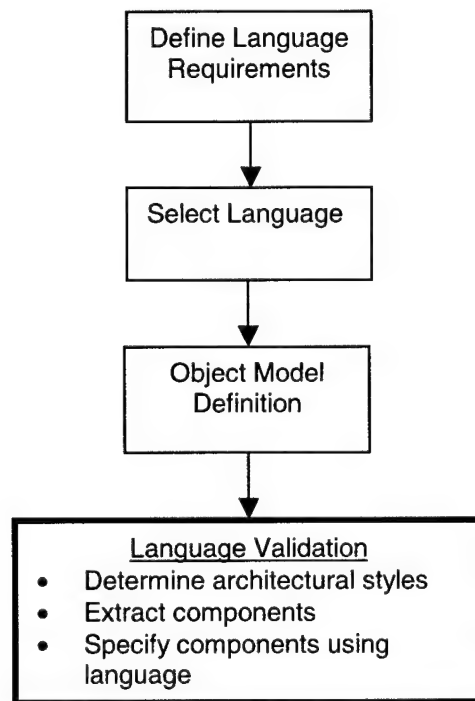 Define Language
Requirements
Select Language
Object Model
Definition
Language Validation
• Determine architectural styles
• Extract components
• Specify components using
language